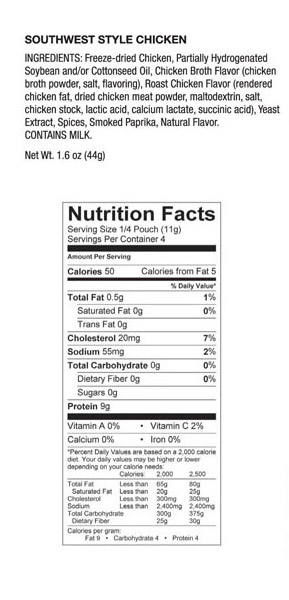 SOUTHWEST STYLE CHICKEN
INGREDIENTS: Freeze-dried Chicken, Partially Hydrogenated
Soybean and/or Cottonseed Oil, Chicken Broth Flavor (chicken
broth powder, salt, flavoring), Roast Chicken Flavor (rendered
chicken fat, dried chicken meat powder, maltodextrin, salt,
chicken stock, lactic acid, calcium lactate, succinic acid), Yeast
Extract, Spices, Smoked Paprika, Natural Flavor.
CONTAINS MILK.
Net Wt. 1.6 oz (44g)
Nutrition Facts
Serving Size 1/4 Pouch (11g)
Servings Per Container 4
Amount Per Serving
Calories 50 Calories from Fat 5
% Daily Value*
Total Fat 0.5g 1%
Saturated Fat 0g 0%
Trans Fat 0g
Cholesterol 20mg 7%
Sodium 55mg 2%
Total Carbohydrate 0g 0%
Dietary Fiber 0g 0%
Sugars 0g
Protein 9g
Vitamin A 0% • Vitamin C 2%
Calcium 0% • Iron 0%
*Percent Daily Values are based on a 2,000 calorie
diet. Your daily values may be higher or lower
depending on your calorie needs:
Calories: 2,000 2,500
Total Fat Less than 65g 80g
Saturated Fat Less than 20g 25g
Cholesterol Less than 300mg 300mg
Sodium Less than 2,400mg 2,400mg
Total Carbohydrate 300g 375g
Dietary Fiber 25g 30g
Calories per gram:
Fat 9 • Carbohydrate 4 • Protein 4